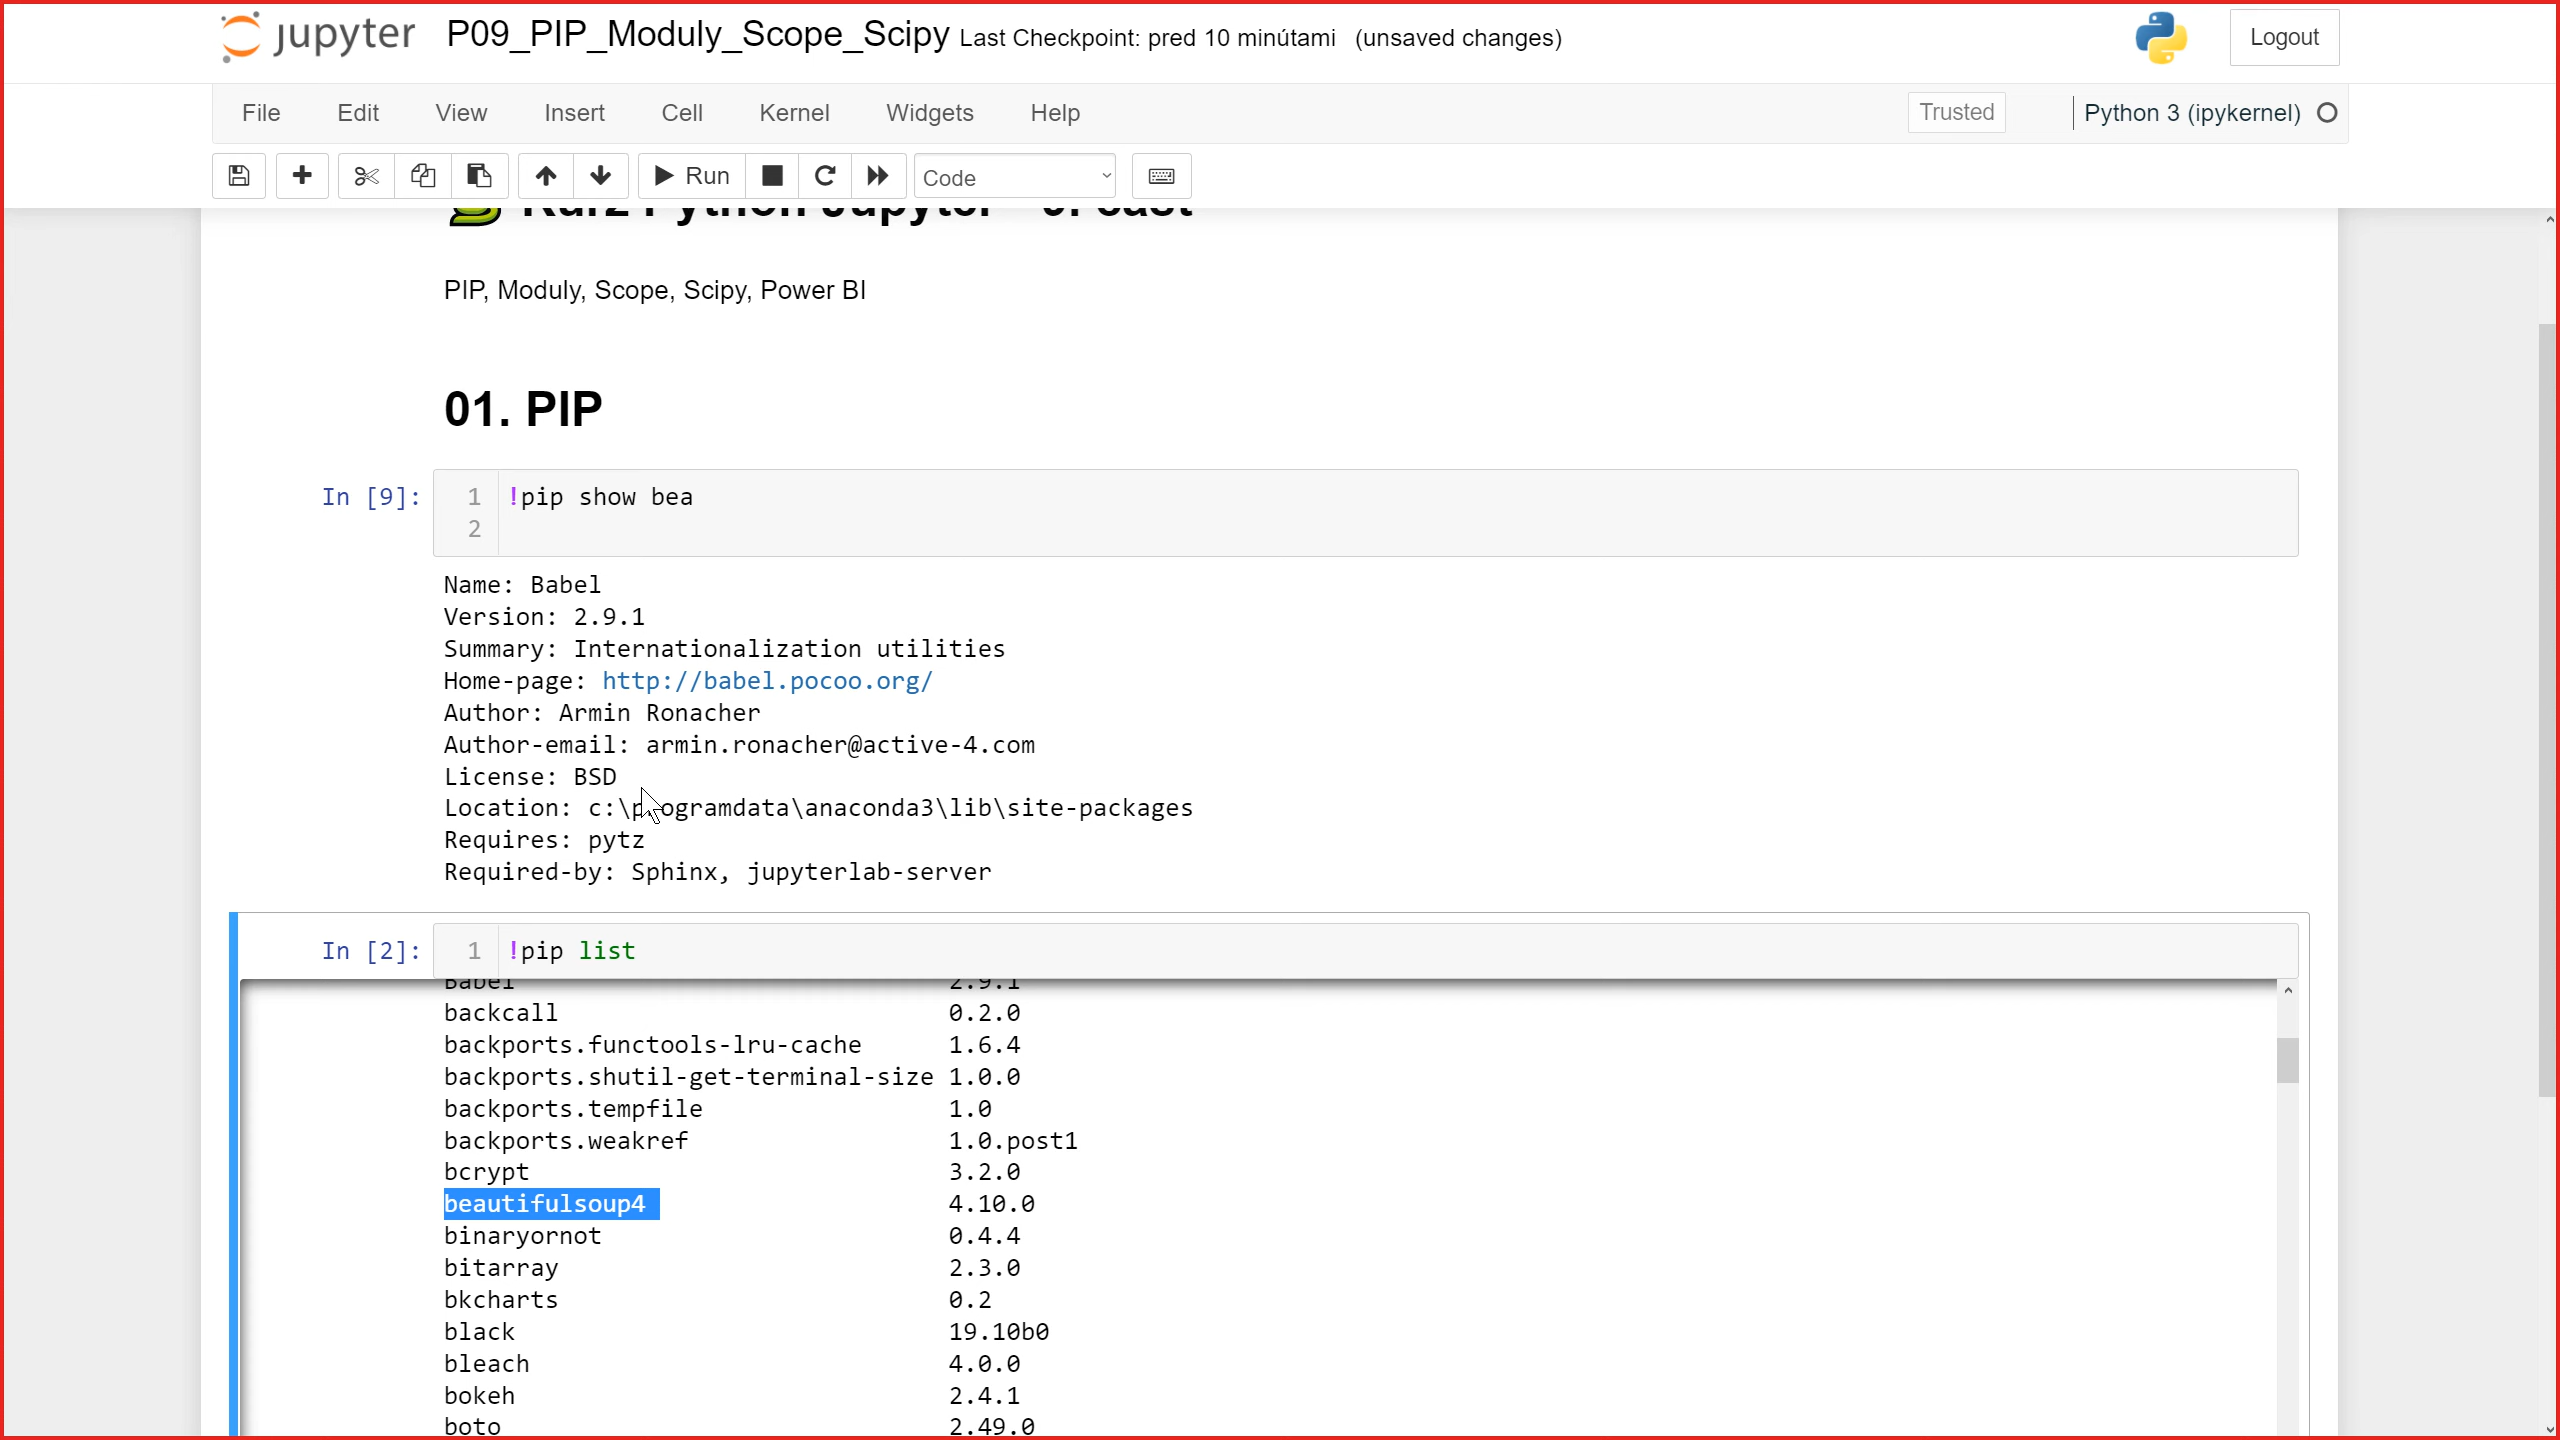 jupyter P09_PIP_Moduly_Scope_Scipy Last Checkpoint: pred 10 minútami (unsaved changes)
Logout
File Edit View Insert Cell Kernel Widgets Help
Trusted
Python 3 (ipykernel)
Run
Code
Kurz Python Jupyter
PIP, Moduly, Scope, Scipy, Power BI
01. PIP
In [9]: 1 !pip show bea
2
Name: Babel
Version: 2.9.1
Summary: Internationalization utilities
Home-page: http://babel.pocoo.org/
Author: Armin Ronacher
Author-email: armin.ronacher@active-4.com
License: BSD
Location: c:\programdata\anaconda3\lib\site-packages
Requires: pytz
Required-by: Sphinx, jupyterlab-server
In [2]: 1 !pip list
Babel 2.9.1
backcall 0.2.0
backports.functools-lru-cache 1.6.4
backports.shutil-get-terminal-size 1.0.0
backports.tempfile 1.0
backports.weakref 1.0.post1
bcrypt 3.2.0
beautifulsoup4 4.10.0
binaryornot 0.4.4
bitarray 2.3.0
bkcharts 0.2
black 19.10b0
bleach 4.0.0
bokeh 2.4.1
boto 2.49.0